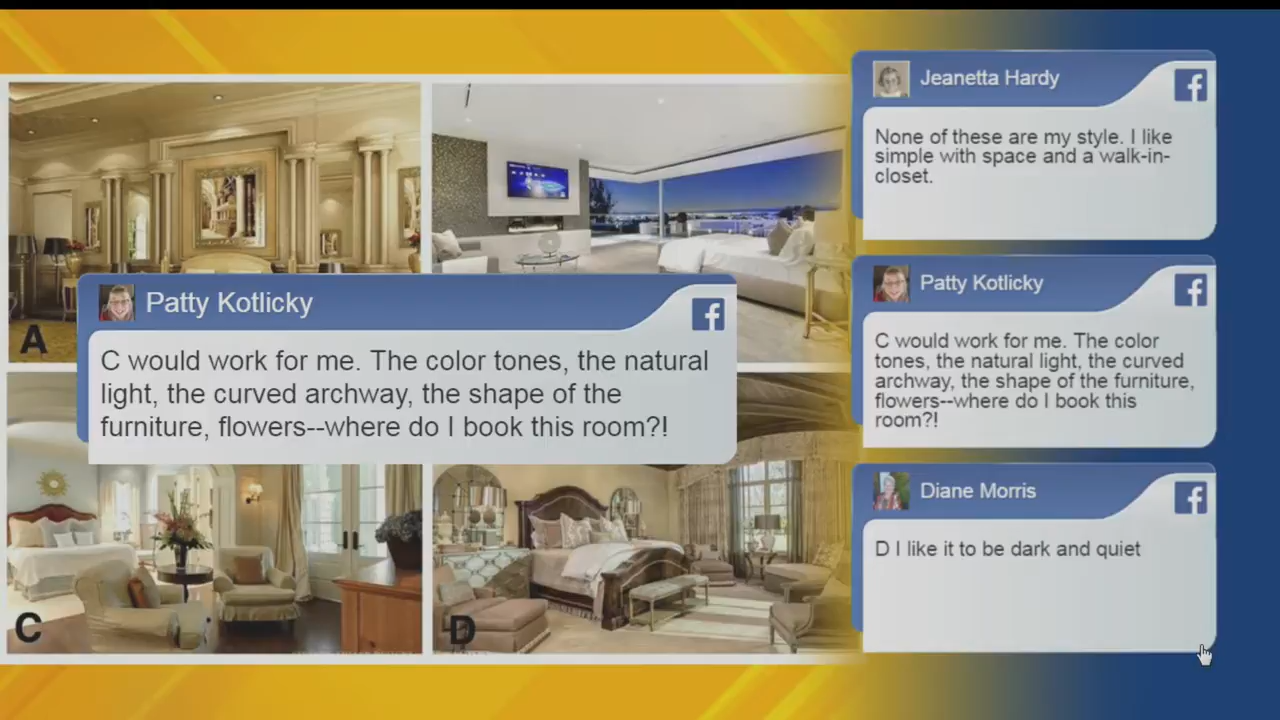 A
Patty Kotlicky
C would work for me. The color tones, the natural
light, the curved archway, the shape of the
furniture, flowers--where do I book this room?!
C
D
Jeanetta Hardy
None of these are my style. I like
simple with space and a walk-in-
closet.
Patty Kotlicky
C would work for me. The color
tones, the natural light, the curved
archway, the shape of the furniture,
flowers--where do I book this
room?!
Diane Morris
D I like it to be dark and quiet